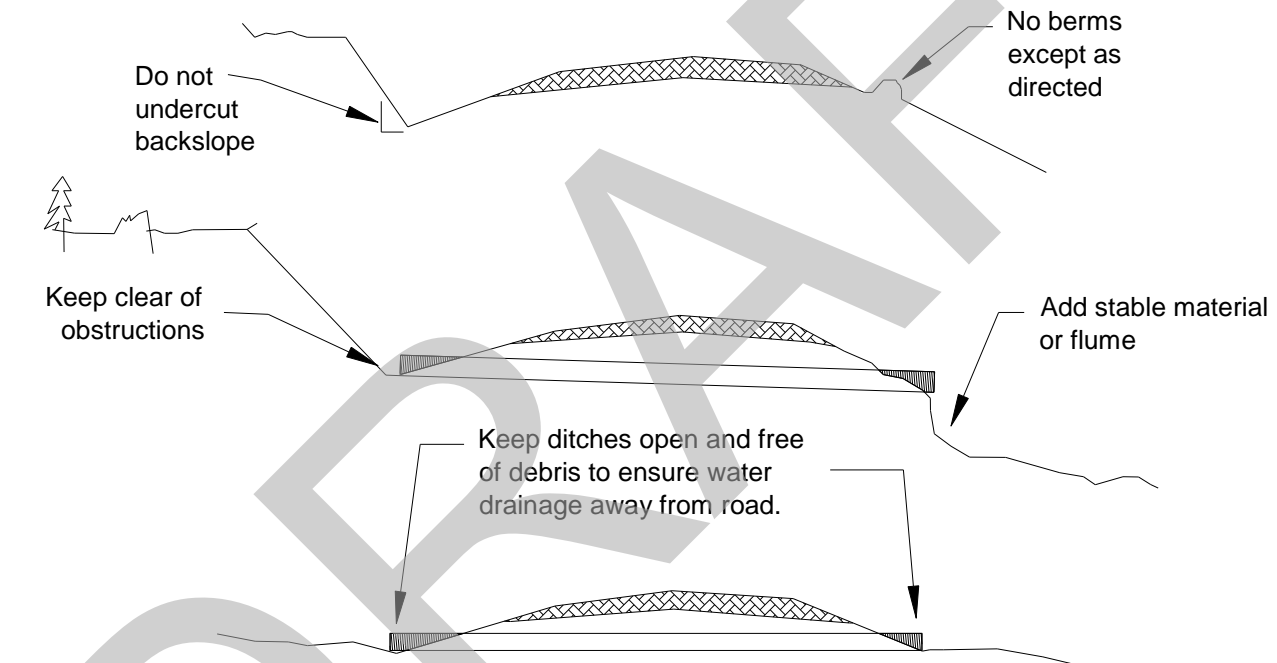 No berms
except as
directed
Do not
undercut
backslope
Keep clear of
obstructions
Add stable material
or flume
Keep ditches open and free
of debris to ensure water
drainage away from road.